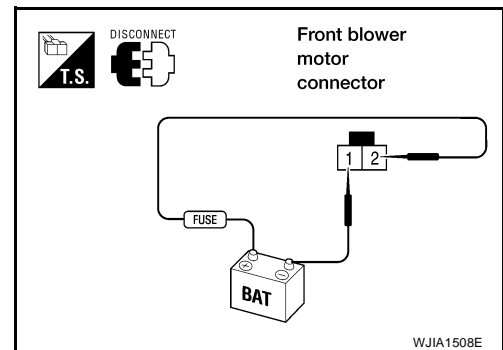 T.S.
DISCONNECT
Front blower
motor
connector
1 2
FUSE
+ −
BAT
WJIA1508E